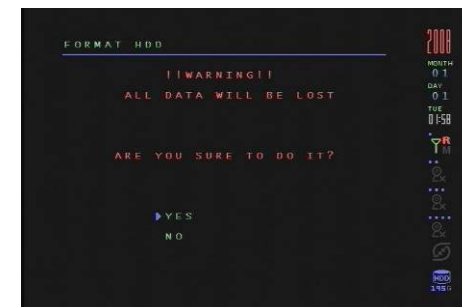 FORMAT HDD
!!WARNING!!
ALL DATA WILL BE LOST
ARE YOU SURE TO DO IT?
YES
NO
2008
MONTH
01
DAY
01
TUE
01:58
R
M
HDD
195G